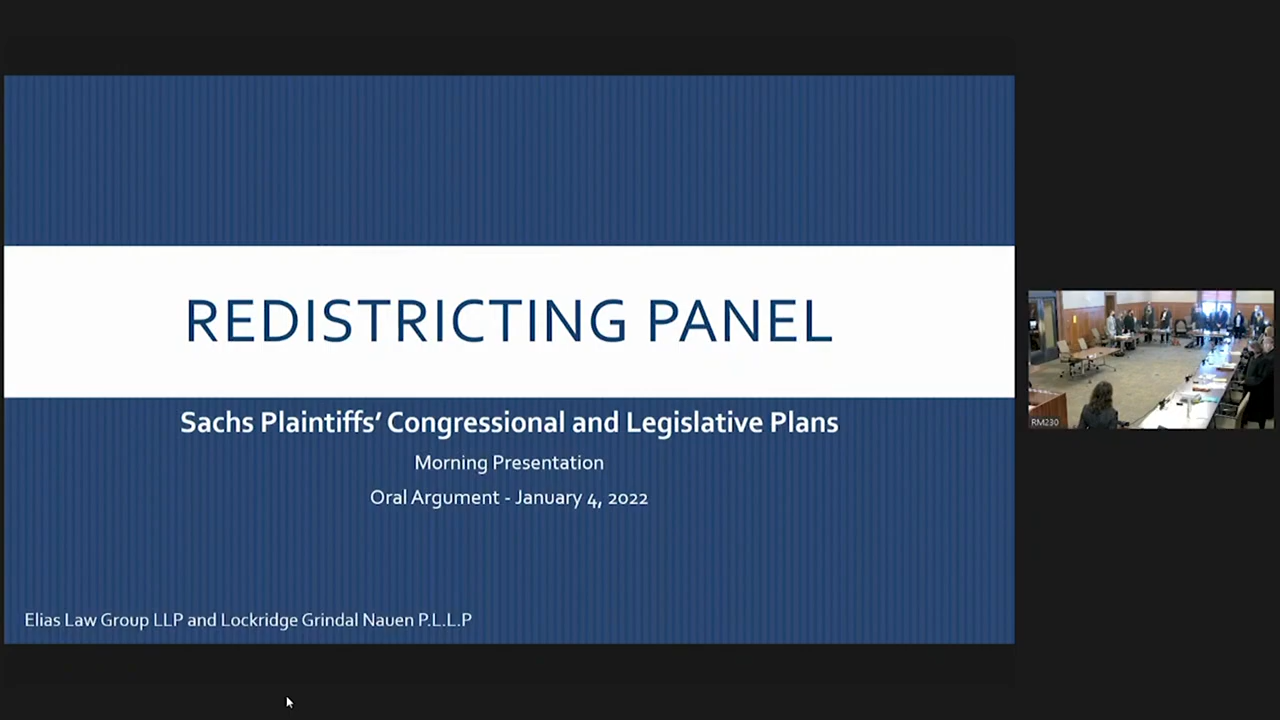 REDISTRICTING PANEL
Sachs Plaintiffs' Congressional and Legislative Plans
Morning Presentation
Oral Argument - January 4, 2022
Elias Law Group LLP and Lockridge Grindal Nauen P.L.L.P
RM230